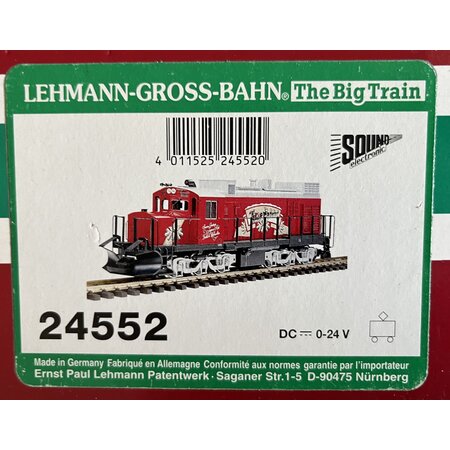 LEHMANN-GROSS-BAHN® The Big Train
4 011525 245520
SOUND
electronic
24552
DC 0-24 V
Made in Germany Fabriqué en Allemagne Conformité aux normes garantie par l'importateur
Ernst Paul Lehmann Patentwerk · Saganer Str.1-5 D-90475 Nürnberg